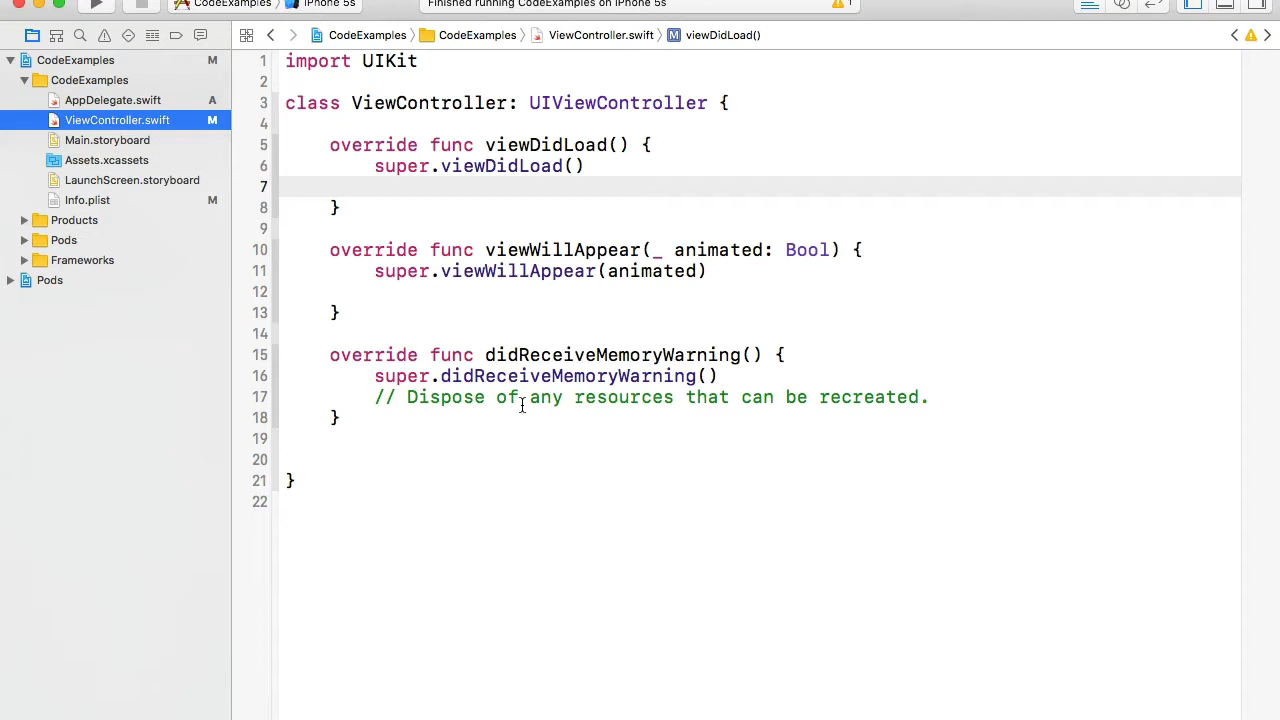 CodeExamples iPhone 5s Finished running CodeExamples on iPhone 5s 1
CodeExamples CodeExamples ViewController.swift M viewDidLoad()
CodeExamples M
CodeExamples
AppDelegate.swift A
ViewController.swift M
Main.storyboard
Assets.xcassets
LaunchScreen.storyboard
Info.plist M
Products
Pods
Frameworks
Pods
1 import UIKit
2
3 class ViewController: UIViewController {
4
5 override func viewDidLoad() {
6 super.viewDidLoad()
7
8 }
9
10 override func viewWillAppear(_ animated: Bool) {
11 super.viewWillAppear(animated)
12
13 }
14
15 override func didReceiveMemoryWarning() {
16 super.didReceiveMemoryWarning()
17 // Dispose of any resources that can be recreated.
18 }
19
20
21 }
22